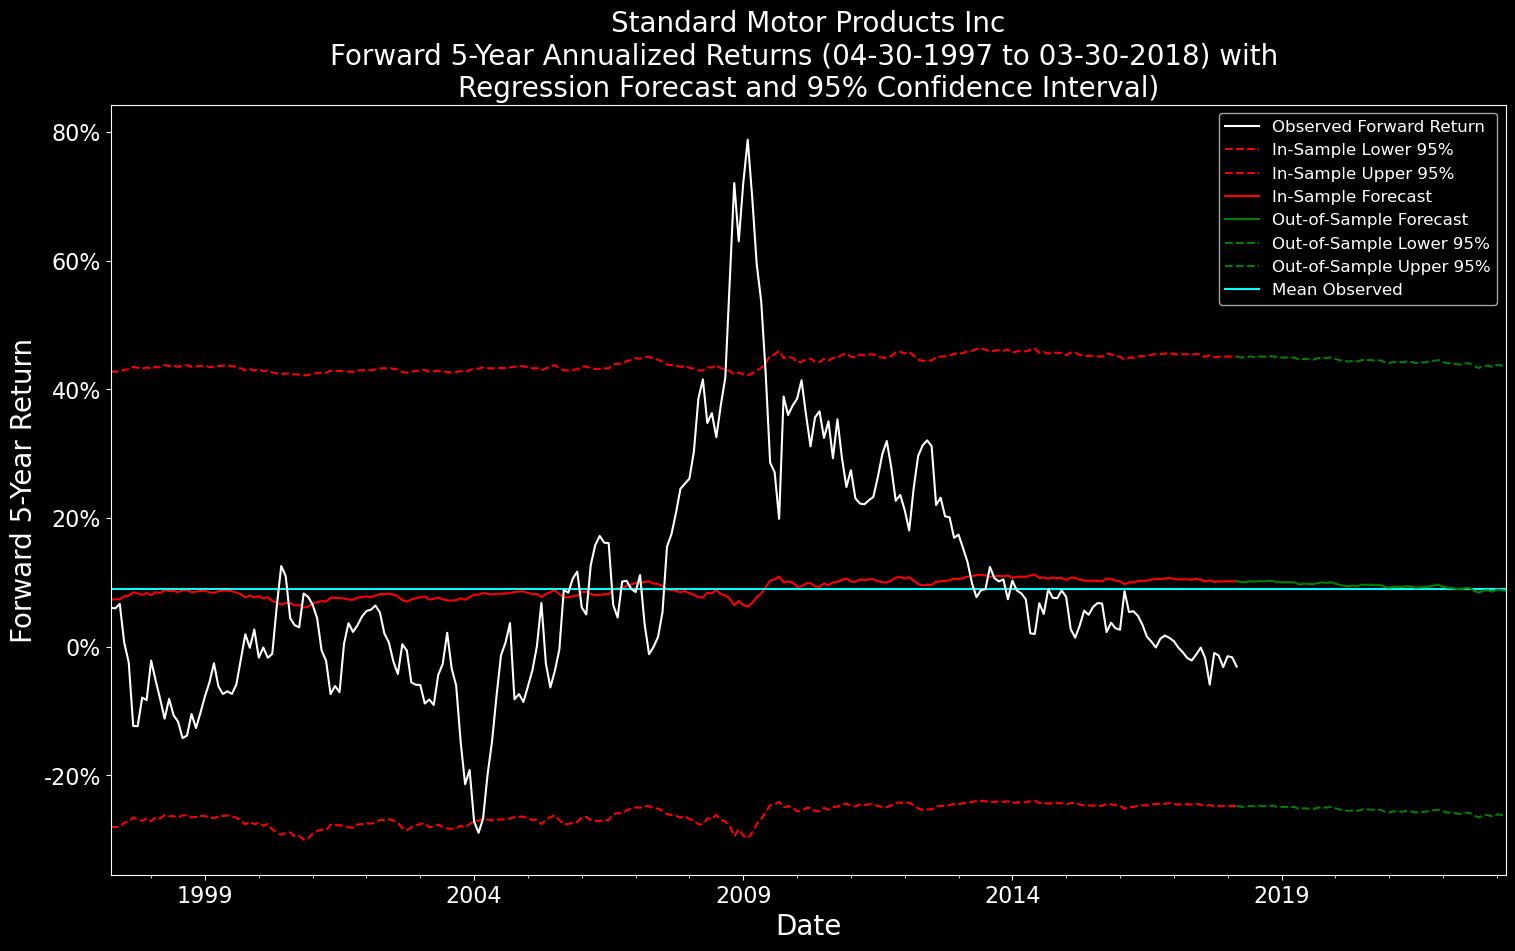 Standard Motor Products Inc
Forward 5-Year Annualized Returns (04-30-1997 to 03-30-2018) with
Regression Forecast and 95% Confidence Interval)
Forward 5-Year Return
80%
60%
40%
20%
0%
-20%
Observed Forward Return
In-Sample Lower 95%
In-Sample Upper 95%
In-Sample Forecast
Out-of-Sample Forecast
Out-of-Sample Lower 95%
Out-of-Sample Upper 95%
Mean Observed
1999
2004
2009
2014
2019
Date